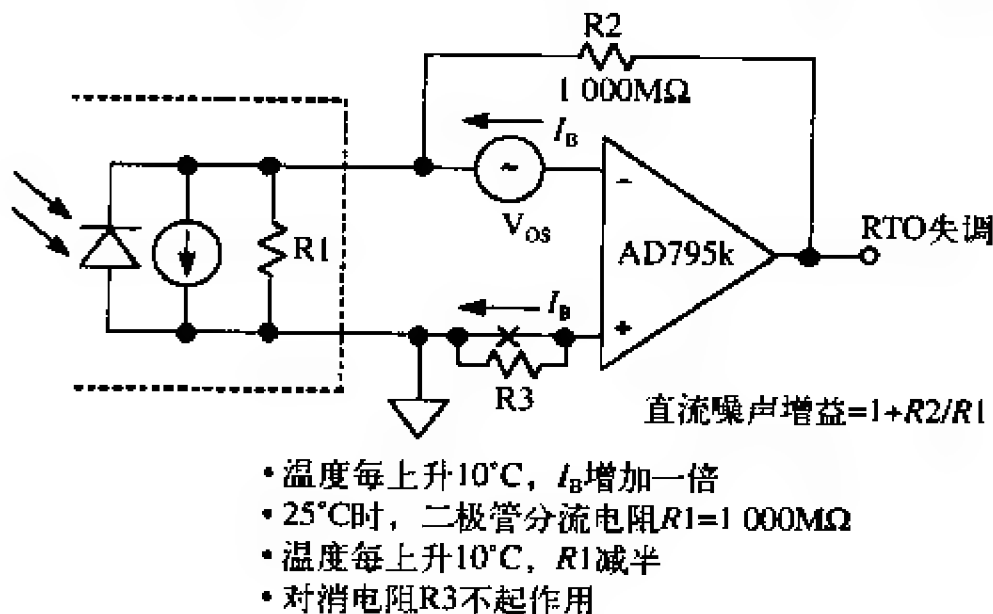 R2
1 000MΩ
I_B
V_OS
R1
AD795k
RTO失调
I_B
R3
-
+
~
直流噪声增益=1+R2/R1
•温度每上升10°C，I_B增加一倍
•25°C时，二极管分流电阻R1=1 000MΩ
•温度每上升10°C，R1减半
•对消电阻R3不起作用